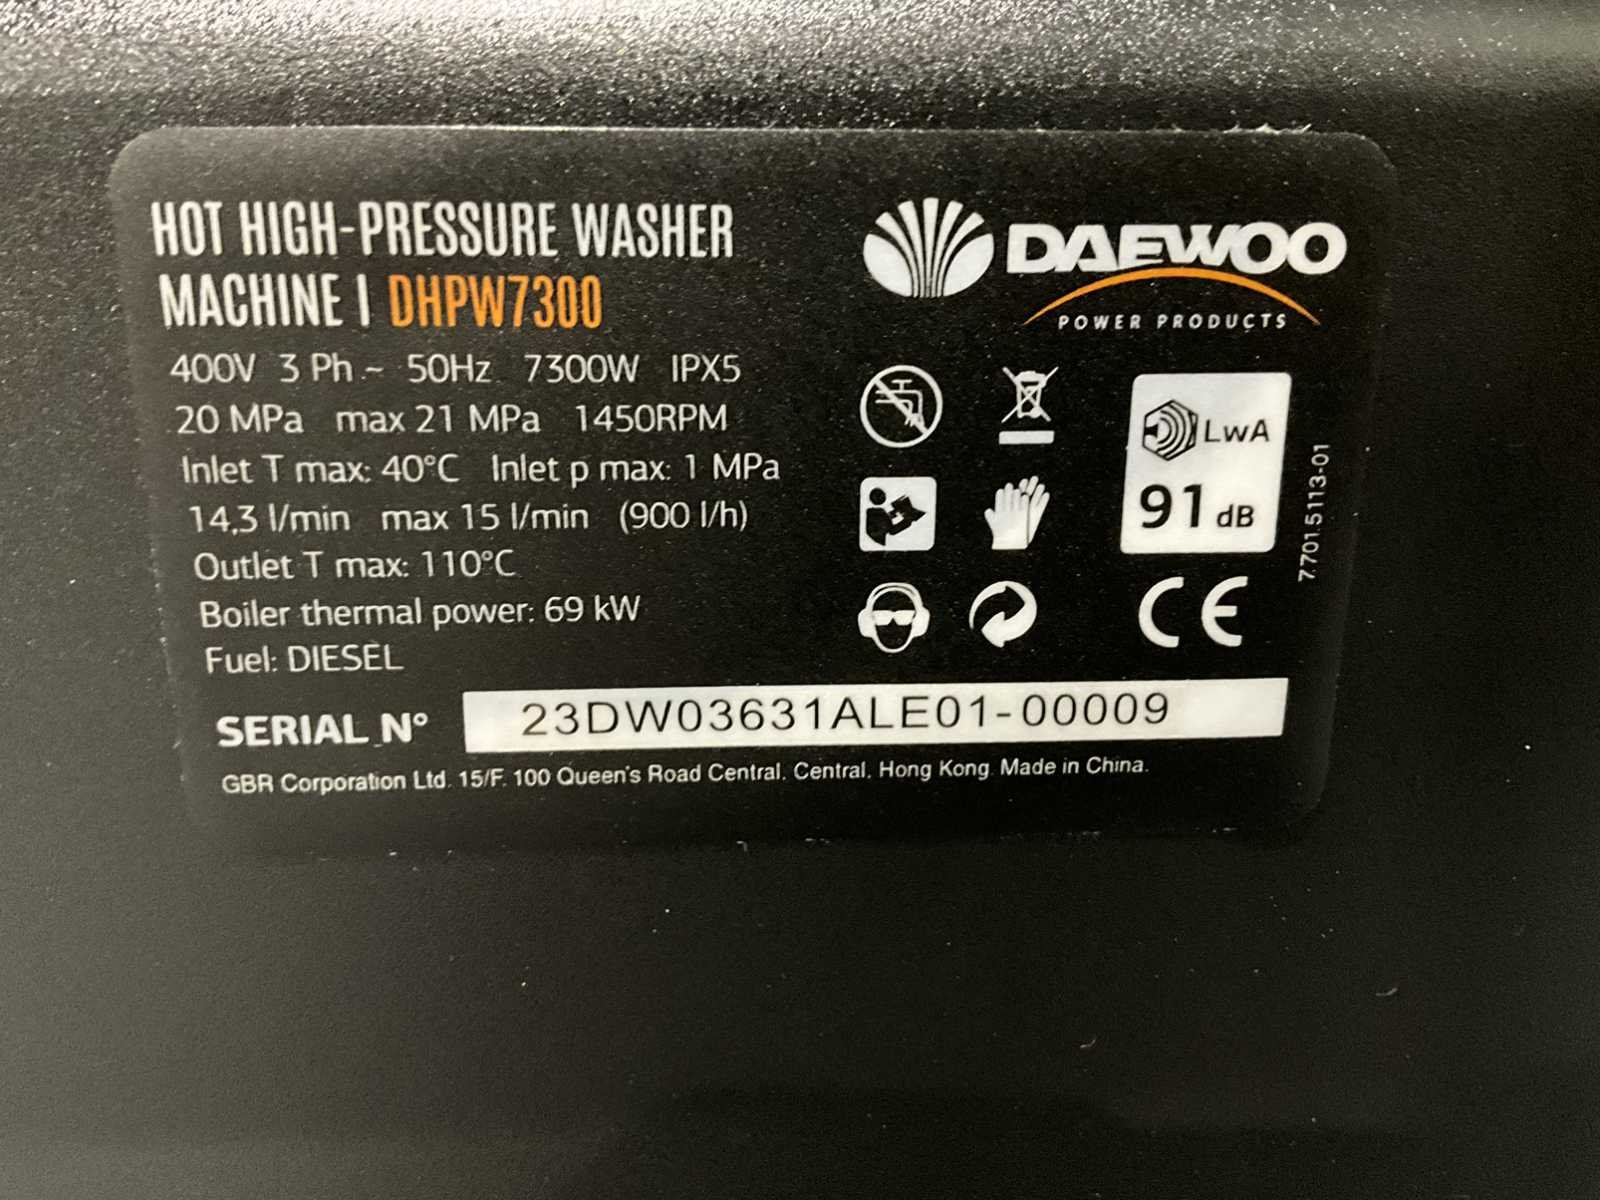 HOT HIGH-PRESSURE WASHER
MACHINE | DHPW7300
400V 3 Ph ~ 50Hz 7300W IPX5
20 MPa max 21 MPa 1450RPM
Inlet T max: 40°C Inlet p max: 1 MPa
14,3 l/min max 15 l/min (900 l/h)
Outlet T max: 110°C
Boiler thermal power: 69 kW
Fuel: DIESEL
DAEWOO
POWER PRODUCTS
LWA
91 dB
CE
7.701.5113-01
SERIAL N° 23DW03631ALE01-00009
GBR Corporation Ltd. 15/F. 100 Queen's Road Central. Central. Hong Kong. Made in China.